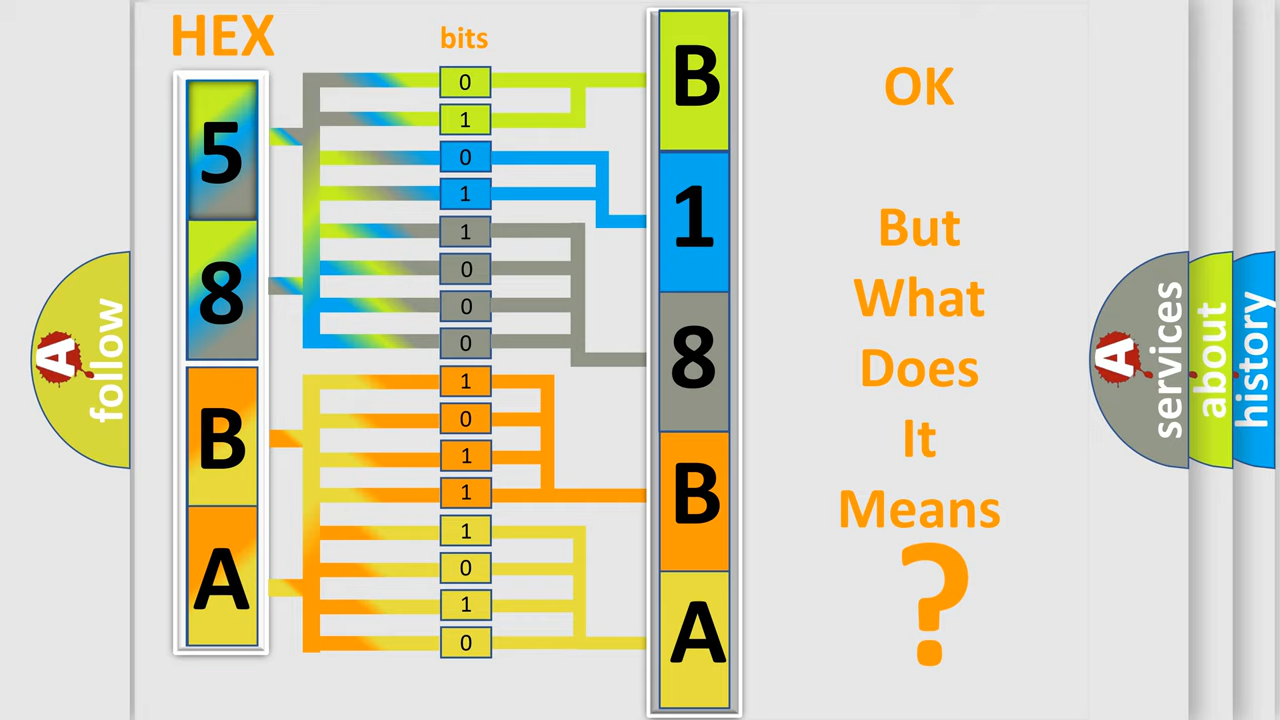 HEX
bits
5
8
B
A
0
1
0
1
1
0
0
0
1
0
1
1
1
0
1
0
B
1
8
B
A
OK
But
What
Does
It
Means
?
A
follow
A
services
about
history